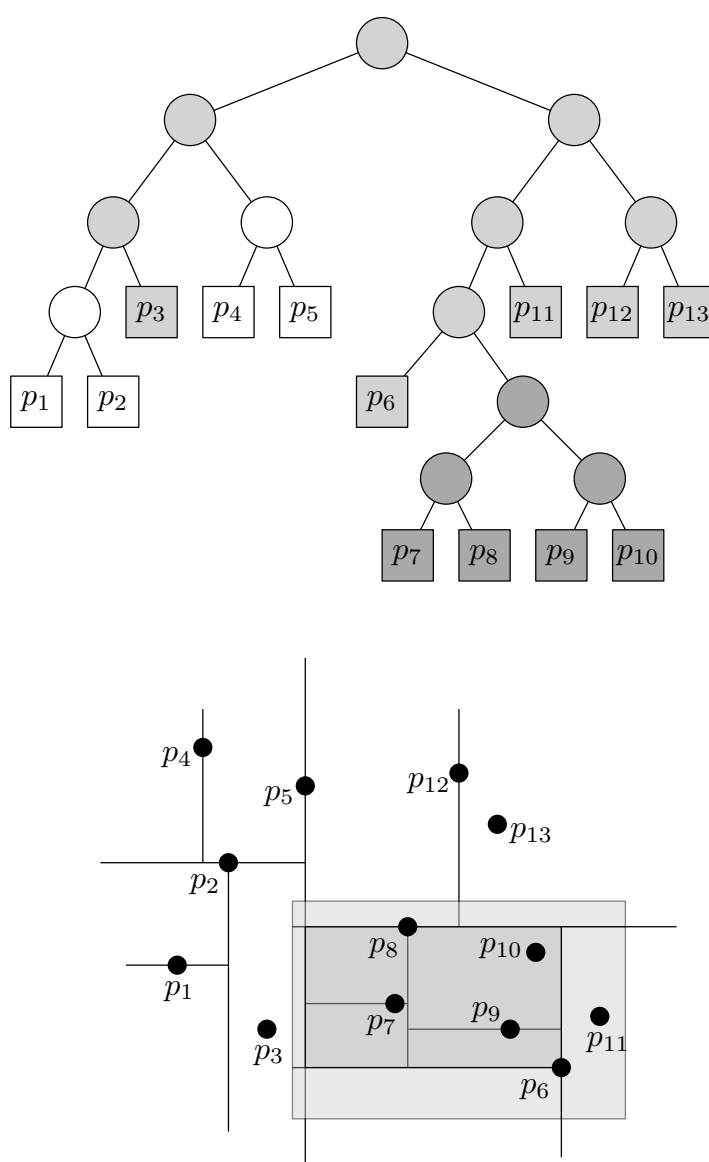 p₃ p₄ p₅ p₁₁ p₁₂ p₁₃
p₁ p₂ p₆
p₇ p₈ p₉ p₁₀
p₄
p₅ p₁₂
p₁₃
p₂
p₈ p₁₀
p₁
p₇ p₉
p₃ p₁₁
p₆